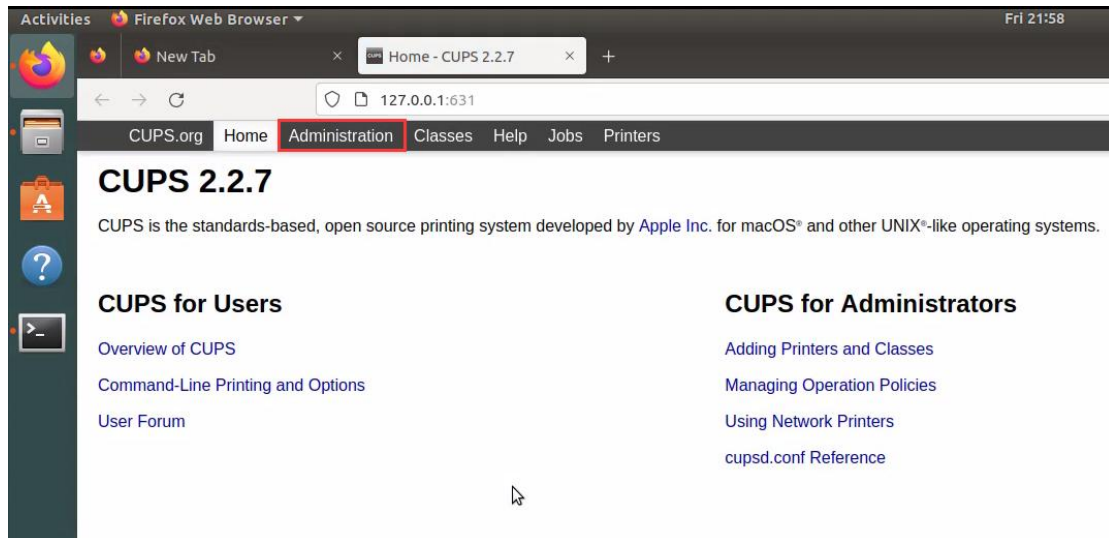 Activities Firefox Web Browser Fri 21:58
New Tab Home - CUPS 2.2.7
127.0.0.1:631
CUPS.org Home Administration Classes Help Jobs Printers
CUPS 2.2.7
CUPS is the standards-based, open source printing system developed by Apple Inc. for macOS® and other UNIX®-like operating systems.
CUPS for Users
Overview of CUPS
Command-Line Printing and Options
User Forum
CUPS for Administrators
Adding Printers and Classes
Managing Operation Policies
Using Network Printers
cupsd.conf Reference